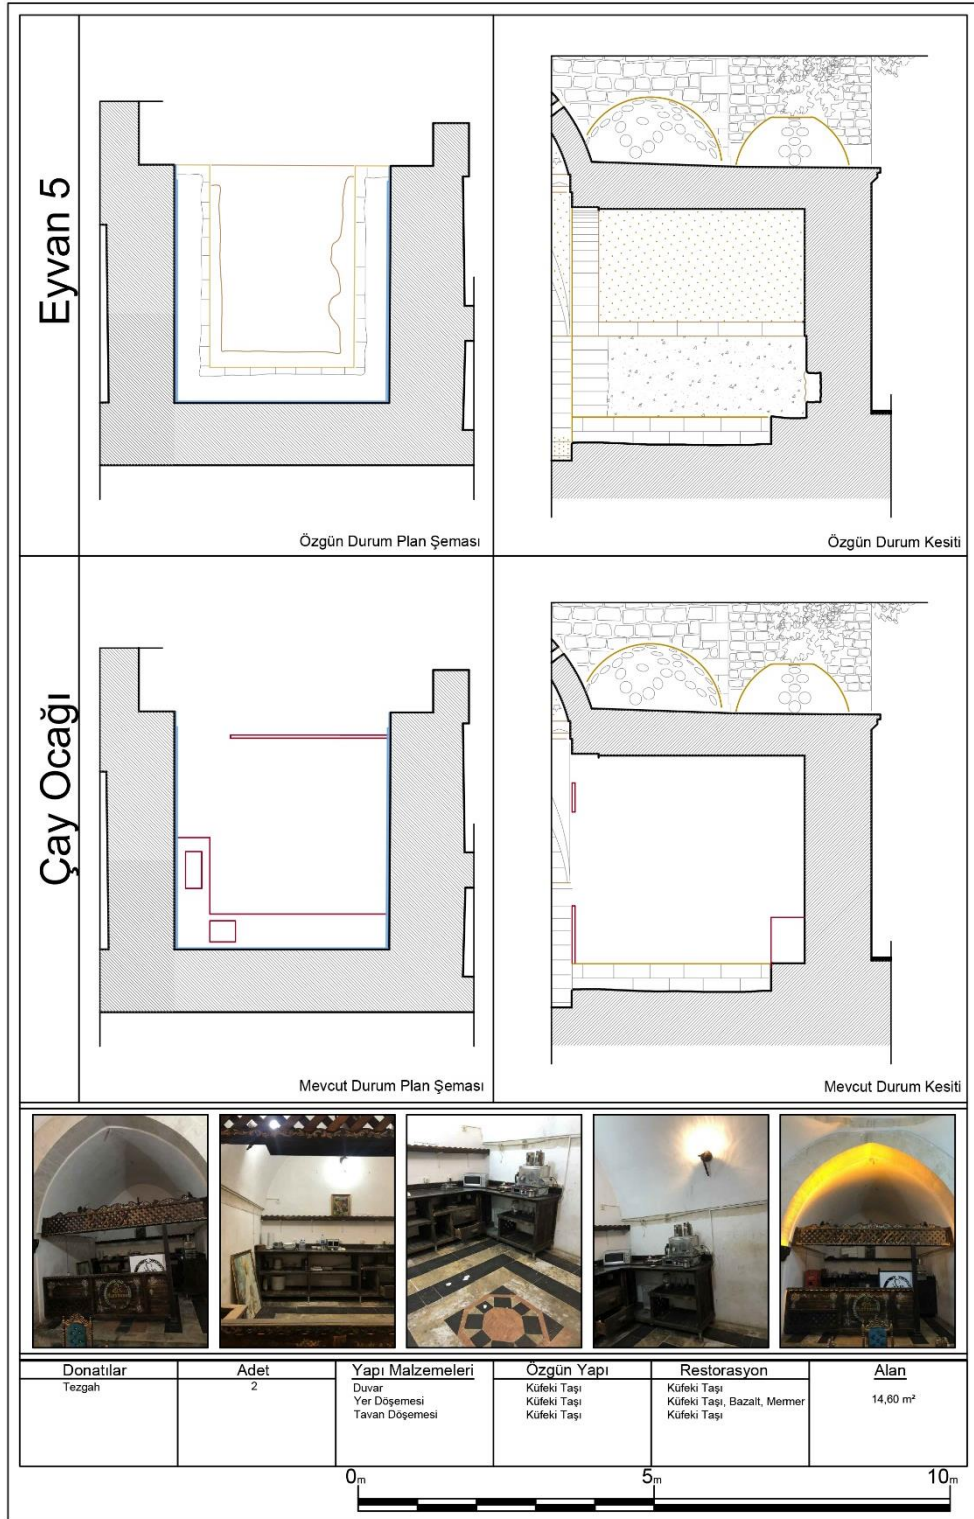 Eyvan 5
Özgün Durum Plan Şeması
Özgün Durum Kesiti
Çay Ocağı
Mevcut Durum Plan Şeması
Mevcut Durum Kesiti
Donatılar Adet Yapı Malzemeleri Özgün Yapı Restorasyon Alan
Tezgah 2 Duvar Küfeki Taşı Küfeki Taşı 14,60 m²
Yer Döşemesi Küfeki Taşı Küfeki Taşı, Bazalt, Mermer
Tavan Döşemesi Küfeki Taşı Küfeki Taşı
0m 5m 10m